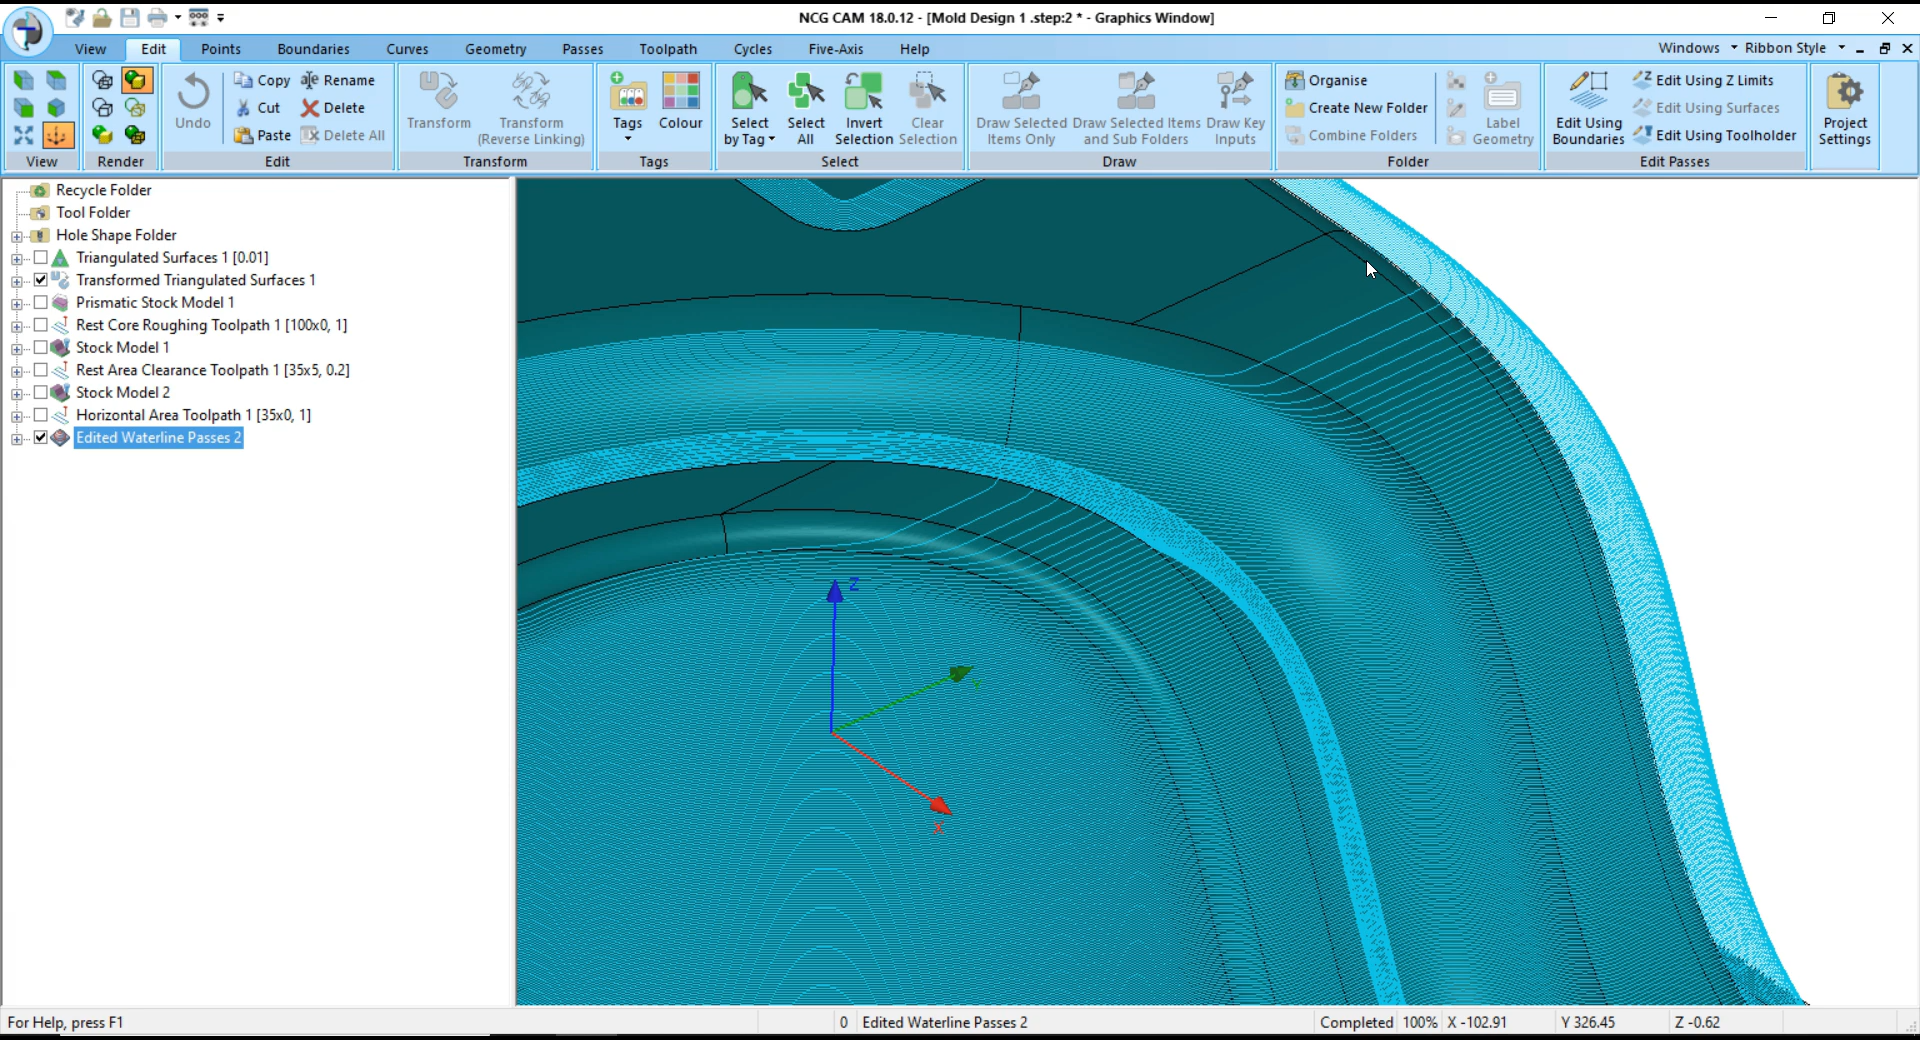 NCG CAM 18.0.12 - [Mold Design 1 .step:2 * - Graphics Window]
View Edit Points Boundaries Curves Geometry Passes Toolpath Cycles Five-Axis Help Windows Ribbon Style
Undo Copy Rename
Cut Delete
Paste Delete All
Transform Transform (Reverse Linking)
Tags Colour
Select by Tag Select All Invert Selection Clear Selection
Draw Selected Items Only Draw Selected Items and Sub Folders Draw Key Inputs
Organise
Create New Folder
Combine Folders
Label Geometry
Edit Using Boundaries
Edit Using Z Limits
Edit Using Surfaces
Edit Using Toolholder
Project Settings
View Render Edit Transform Tags Select Draw Folder Edit Passes
Recycle Folder
Tool Folder
Hole Shape Folder
Triangulated Surfaces 1 [0.01]
Transformed Triangulated Surfaces 1
Prismatic Stock Model 1
Rest Core Roughing Toolpath 1 [100x0, 1]
Stock Model 1
Rest Area Clearance Toolpath 1 [35x5, 0.2]
Stock Model 2
Horizontal Area Toolpath 1 [35x0, 1]
Edited Waterline Passes 2
Z
Y
X
For Help, press F1 0 Edited Waterline Passes 2 Completed 100% X -102.91 Y 326.45 Z -0.62